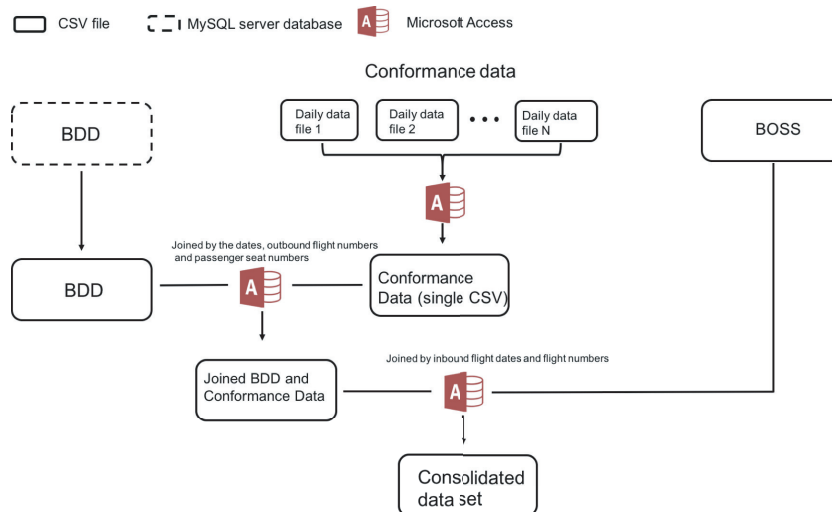 CSV file
MySQL server database
A
Microsoft Access
Conformance data
BDD
Daily data
file 1
Daily data
file 2
Daily data
file N
BOSS
A
Joined by the dates, outbound flight numbers
and passenger seat numbers
BDD
A
Conformance
Data (single CSV)
Joined by inbound flight dates and flight numbers
Joined BDD and
Conformance Data
A
Consolidated
data set